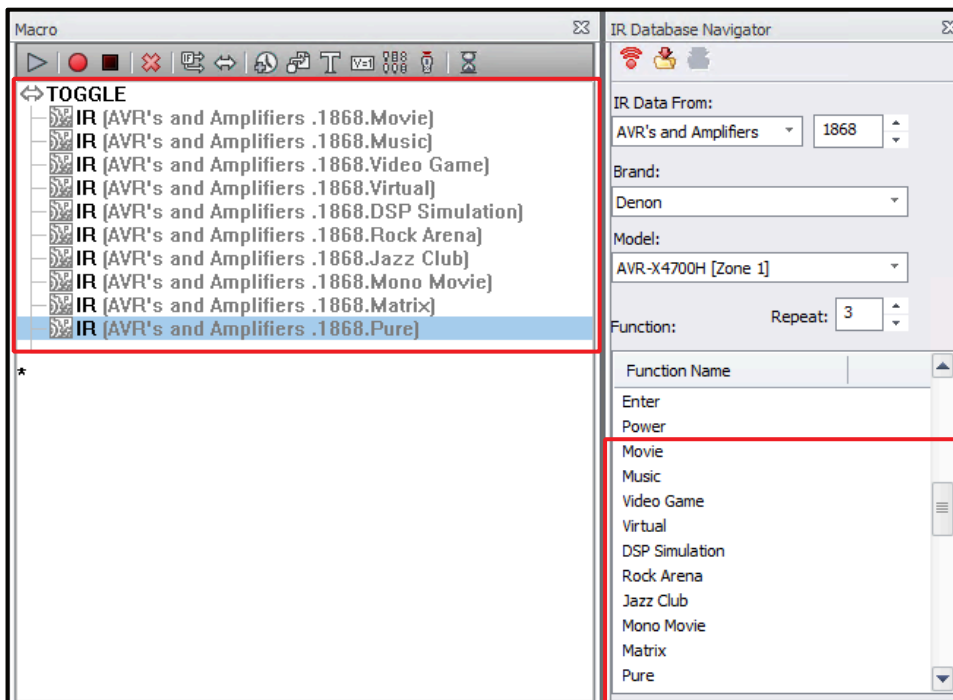 Macro
TOGGLE
IR (AVR's and Amplifiers .1868.Movie)
IR (AVR's and Amplifiers .1868.Music)
IR (AVR's and Amplifiers .1868.Video Game)
IR (AVR's and Amplifiers .1868.Virtual)
IR (AVR's and Amplifiers .1868.DSP Simulation)
IR (AVR's and Amplifiers .1868.Rock Arena)
IR (AVR's and Amplifiers .1868.Jazz Club)
IR (AVR's and Amplifiers .1868.Mono Movie)
IR (AVR's and Amplifiers .1868.Matrix)
IR (AVR's and Amplifiers .1868.Pure)
*
IR Database Navigator
IR Data From:
AVR's and Amplifiers 1868
Brand:
Denon
Model:
AVR-X4700H [Zone 1]
Function: Repeat: 3
Function Name
Enter
Power
Movie
Music
Video Game
Virtual
DSP Simulation
Rock Arena
Jazz Club
Mono Movie
Matrix
Pure